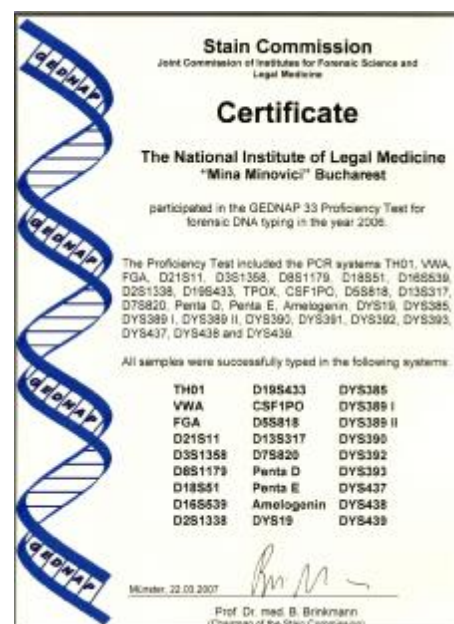 GEDNAP
Stain Commission
Joint Commission of Institutes for Forensic Science and
Legal Medicine
Certificate
The National Institute of Legal Medicine
"Mina Minovici" Bucharest
participated in the GEDNAP 33 Proficiency Test for
forensic DNA typing in the year 2006.
The Proficiency Test included the PCR systems TH01, VWA,
FGA, D21S11, D3S1358, D8S1179, D18S51, D16S539,
D2S1338, D19S433, TPOX, CSF1PO, D5S818, D13S317,
D7S820, Penta D, Penta E, Amelogenin, DYS19, DYS385,
DYS389 I, DYS389 II, DYS390, DYS391, DYS392, DYS393,
DYS437, DYS438 and DYS439.
All samples were successfully typed in the following systems:
TH01 D19S433 DYS385
VWA CSF1PO DYS389 I
FGA D5S818 DYS389 II
D21S11 D13S317 DYS390
D3S1358 D7S820 DYS392
D8S1179 Penta D DYS393
D18S51 Penta E DYS437
D16S539 Amelogenin DYS438
D2S1338 DYS19 DYS439
GEDNAP
GEDNAP
GEDNAP
GEDNAP
Münster, 22.03.2007
Prof. Dr. med. B. Brinkmann
(Chairman of the Stain Commission)